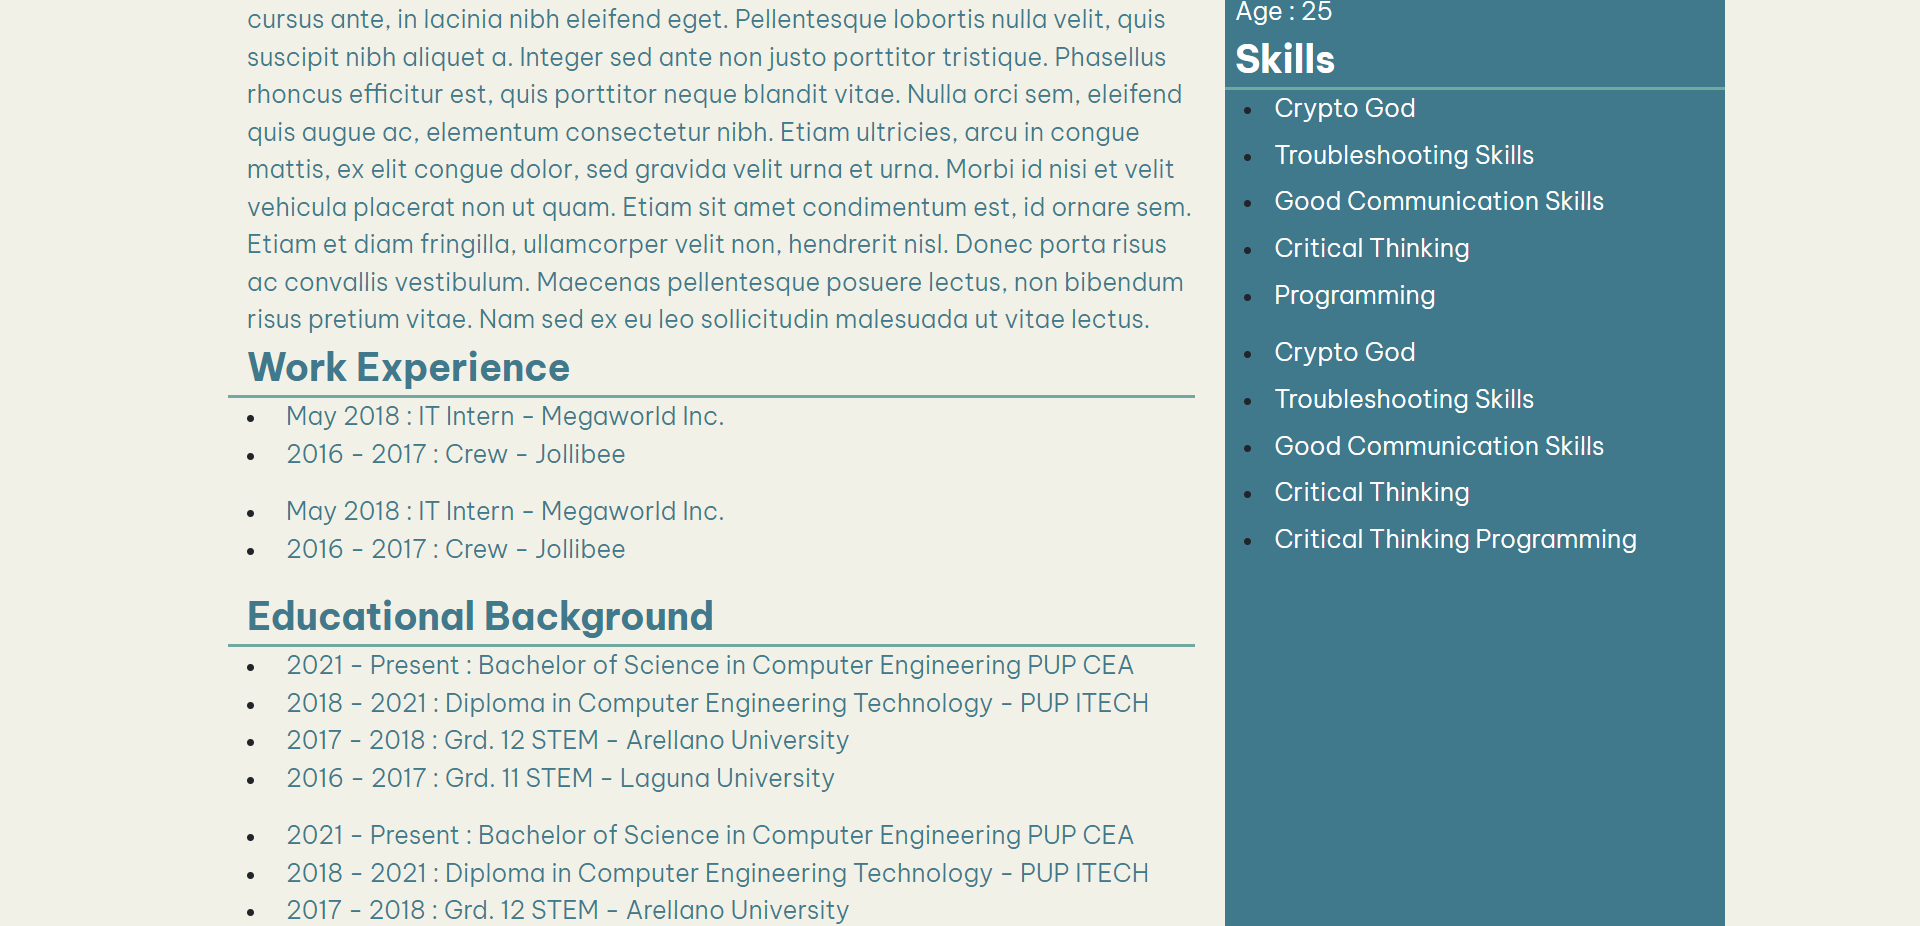 cursus ante, in lacinia nibh eleifend eget. Pellentesque lobortis nulla velit, quis
suscipit nibh aliquet a. Integer sed ante non justo porttitor tristique. Phasellus
rhoncus efficitur est, quis porttitor neque blandit vitae. Nulla orci sem, eleifend
quis augue ac, elementum consectetur nibh. Etiam ultricies, arcu in congue
mattis, ex elit congue dolor, sed gravida velit urna et urna. Morbi id nisi et velit
vehicula placerat non ut quam. Etiam sit amet condimentum est, id ornare sem.
Etiam et diam fringilla, ullamcorper velit non, hendrerit nisl. Donec porta risus
ac convallis vestibulum. Maecenas pellentesque posuere lectus, non bibendum
risus pretium vitae. Nam sed ex eu leo sollicitudin malesuada ut vitae lectus.
Work Experience
• May 2018 : IT Intern - Megaworld Inc.
• 2016 - 2017 : Crew - Jollibee
• May 2018 : IT Intern - Megaworld Inc.
• 2016 - 2017 : Crew - Jollibee
Educational Background
• 2021 - Present : Bachelor of Science in Computer Engineering PUP CEA
• 2018 - 2021 : Diploma in Computer Engineering Technology - PUP ITECH
• 2017 - 2018 : Grd. 12 STEM - Arellano University
• 2016 - 2017 : Grd. 11 STEM - Laguna University
• 2021 - Present : Bachelor of Science in Computer Engineering PUP CEA
• 2018 - 2021 : Diploma in Computer Engineering Technology - PUP ITECH
• 2017 - 2018 : Grd. 12 STEM - Arellano University
Age : 25
Skills
• Crypto God
• Troubleshooting Skills
• Good Communication Skills
• Critical Thinking
• Programming
• Crypto God
• Troubleshooting Skills
• Good Communication Skills
• Critical Thinking
• Critical Thinking Programming